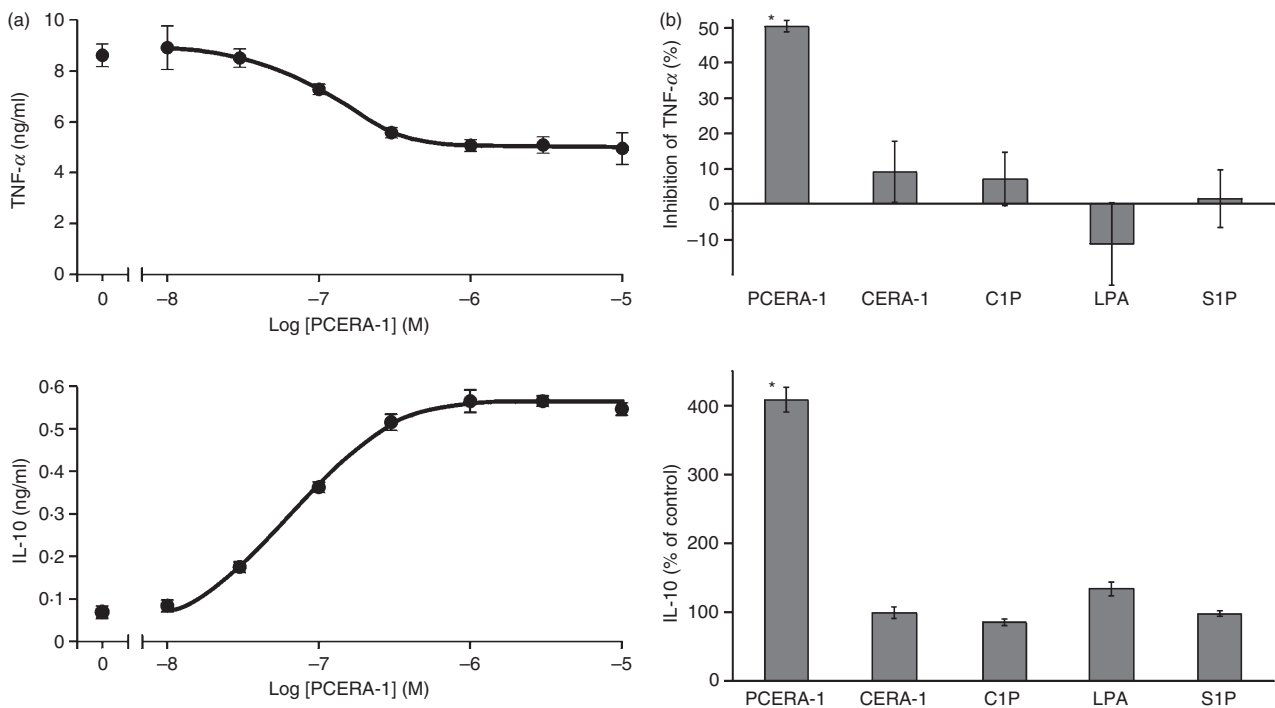 (a)
10
8
6
4
2
0
TNF-α (ng/ml)
0
–8
–7
–6
–5
Log [PCERA-1] (M)
0·6
0·5
0·4
0·3
0·2
0·1
0
IL-10 (ng/ml)
0
–8
–7
–6
–5
Log [PCERA-1] (M)
(b)
50
40
30
20
10
0
–10
Inhibition of TNF-α (%)
*
PCERA-1
CERA-1
C1P
LPA
S1P
400
300
200
100
0
IL-10 (% of control)
*
PCERA-1
CERA-1
C1P
LPA
S1P